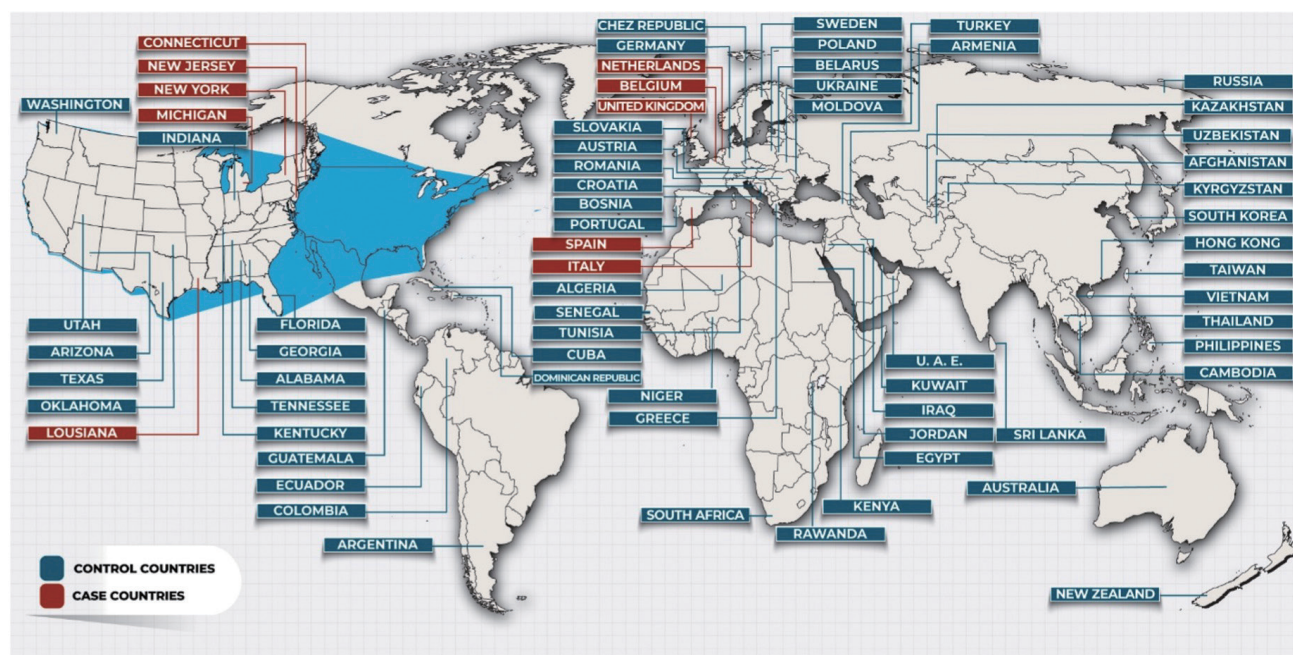 CONNECTICUT
NEW JERSEY
NEW YORK
MICHIGAN
INDIANA
WASHINGTON
UTAH
ARIZONA
TEXAS
OKLAHOMA
LOUSIANA
FLORIDA
GEORGIA
ALABAMA
TENNESSEE
KENTUCKY
GUATEMALA
ECUADOR
COLOMBIA
ARGENTINA
CHEZ REPUBLIC
GERMANY
NETHERLANDS
BELGIUM
UNITED KINGDOM
SLOVAKIA
AUSTRIA
ROMANIA
CROATIA
BOSNIA
PORTUGAL
SPAIN
ITALY
ALGERIA
SENEGAL
TUNISIA
CUBA
DOMINICAN REPUBLIC
NIGER
GREECE
SOUTH AFRICA
SWEDEN
POLAND
BELARUS
UKRAINE
MOLDOVA
TURKEY
ARMENIA
RUSSIA
KAZAKHSTAN
UZBEKISTAN
AFGHANISTAN
KYRGYZSTAN
SOUTH KOREA
HONG KONG
TAIWAN
VIETNAM
THAILAND
PHILIPPINES
CAMBODIA
U. A. E.
KUWAIT
IRAQ
JORDAN
EGYPT
SRI LANKA
KENYA
RAWANDA
AUSTRALIA
NEW ZEALAND
CONTROL COUNTRIES
CASE COUNTRIES